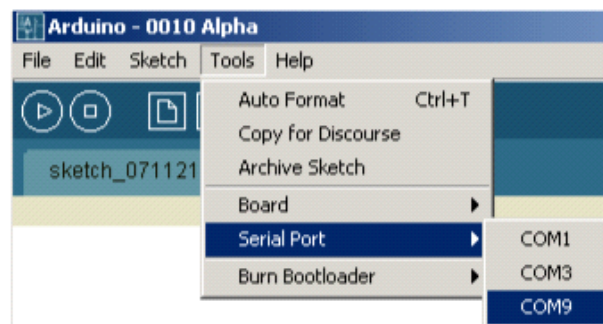 Arduino - 0010 Alpha
File Edit Sketch Tools Help
Auto Format Ctrl+T
Copy for Discourse
sketch_071121
Archive Sketch
Board
Serial Port
COM1
Burn Bootloader
COM3
COM9